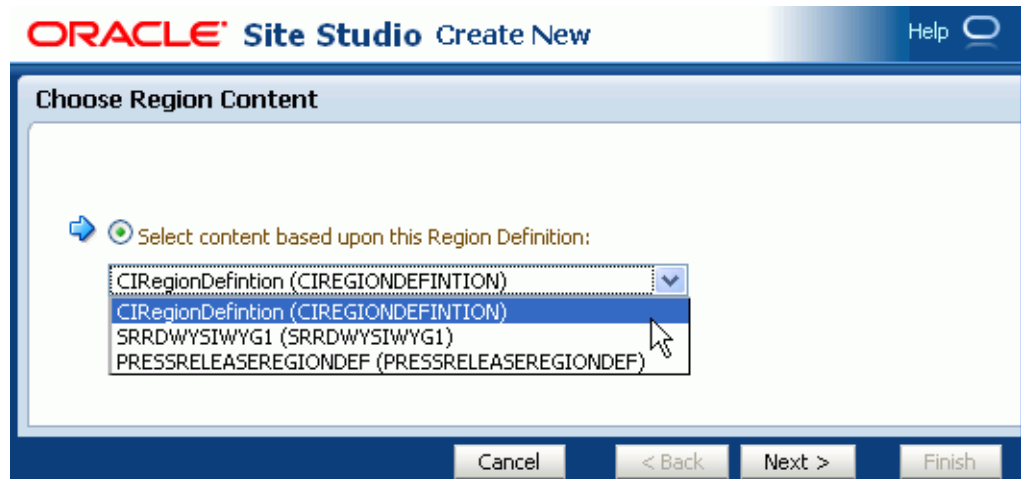 ORACLE Site Studio Create New Help
Choose Region Content
Select content based upon this Region Definition:
CIRegionDefintion (CIREGIONDEFINTION)
CIRegionDefintion (CIREGIONDEFINTION)
SRRDWYSIWYG1 (SRRDWYSIWYG1)
PRESSRELEASEREGIONDEF (PRESSRELEASEREGIONDEF)
Cancel < Back Next > Finish